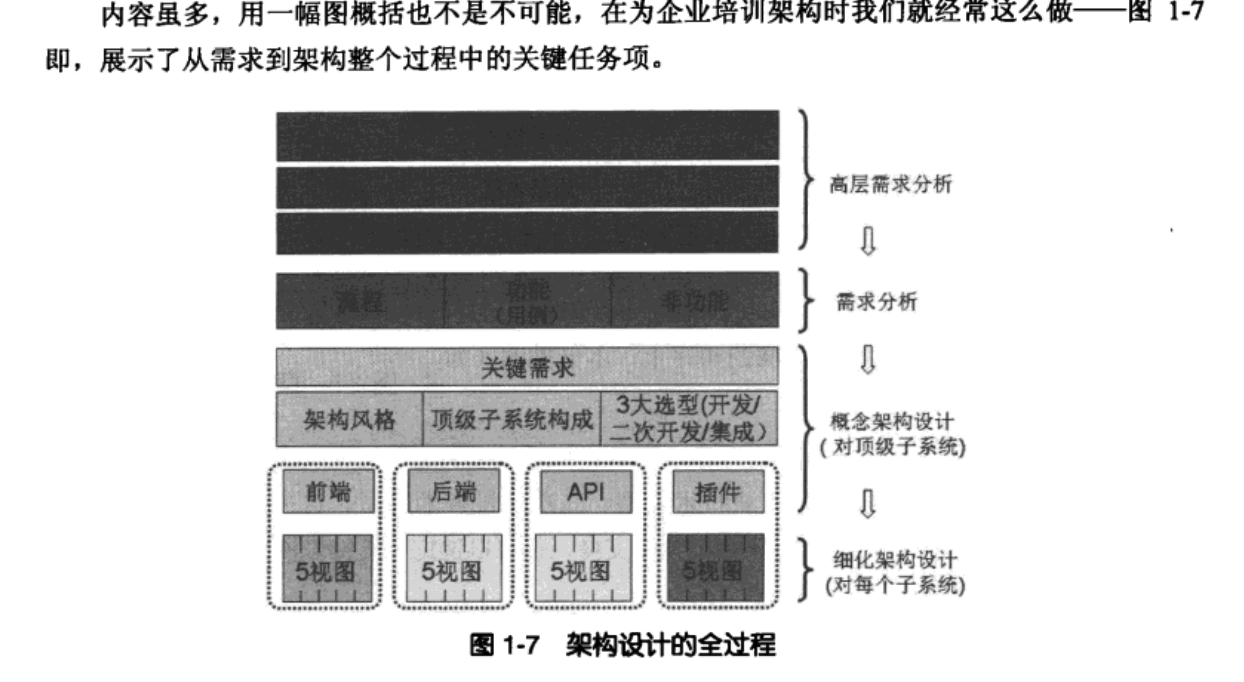 内容虽多，用一幅图概括也不是不可能，在为企业培训架构时我们就经常这么做——图 1-7
即，展示了从需求到架构整个过程中的关键任务项。
高层需求分析
流程 功能 非功能
（用例）
需求分析
关键需求
架构风格 顶级子系统构成 3大选型(开发/
二次开发/集成）
概念架构设计
(对顶级子系统)
前端 后端 API 插件
5视图 5视图 5视图 5视图
细化架构设计
(对每个子系统)
图 1-7 架构设计的全过程